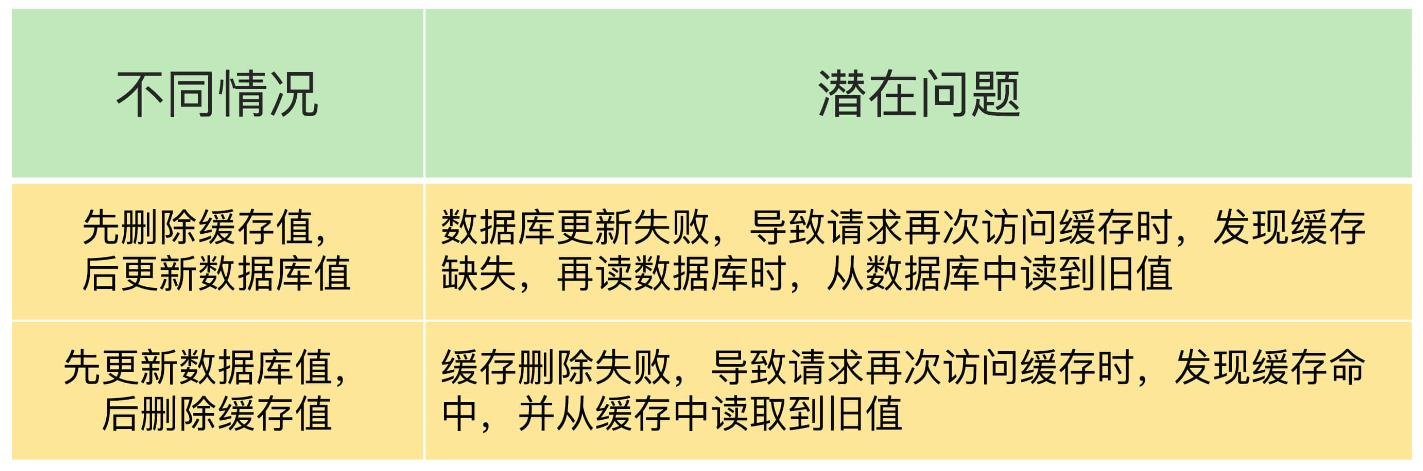 不同情况
潜在问题
先删除缓存值，
后更新数据库值
数据库更新失败，导致请求再次访问缓存时，发现缓存
缺失，再读数据库时，从数据库中读到旧值
先更新数据库值，
后删除缓存值
缓存删除失败，导致请求再次访问缓存时，发现缓存命
中，并从缓存中读取到旧值